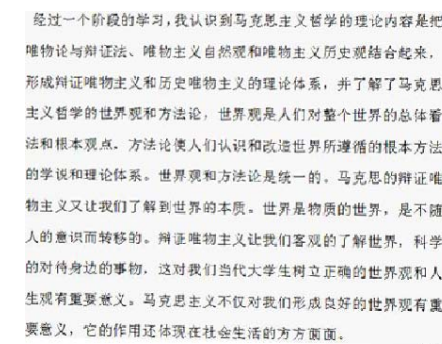 经过一个阶段的学习,我认识到马克思主义哲学的理论内容是把
唯物论与辩证法、唯物主义自然观和唯物主义历史观结合起来，
形成辩证唯物主义和历史唯物主义的理论体系，并了解了马克思
主义哲学的世界观和方法论，世界观是人们对整个世界的总体看
法和根本观点．方法论使人们认识和改造世界所遵循的根本方法
的学说和理论体系。世界观和方法论是统一的，马克思的辩证唯
物主义又让我们了解到世界的本质。世界是物质的世界，是不随
人的意识而转移的。辩证唯物主义让我们客观的了解世界，科学
的对待身边的事物．这对我们当代大学生树立正确的世界观和人
生观有重要意义。马克思主义不仅对我们形成良好的世界观有重
要意义，它的作用还体现在社会生活的方方面面．